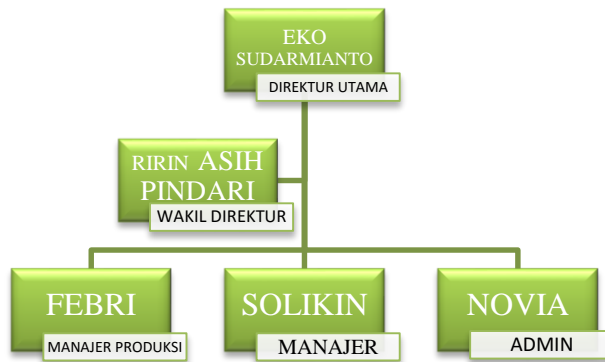 EKO
SUDARMIANTO
DIREKTUR UTAMA
RIRIN ASIH
PINDARI
WAKIL DIREKTUR
FEBRI
MANAJER PRODUKSI
SOLIKIN
MANAJER
NOVIA
ADMIN